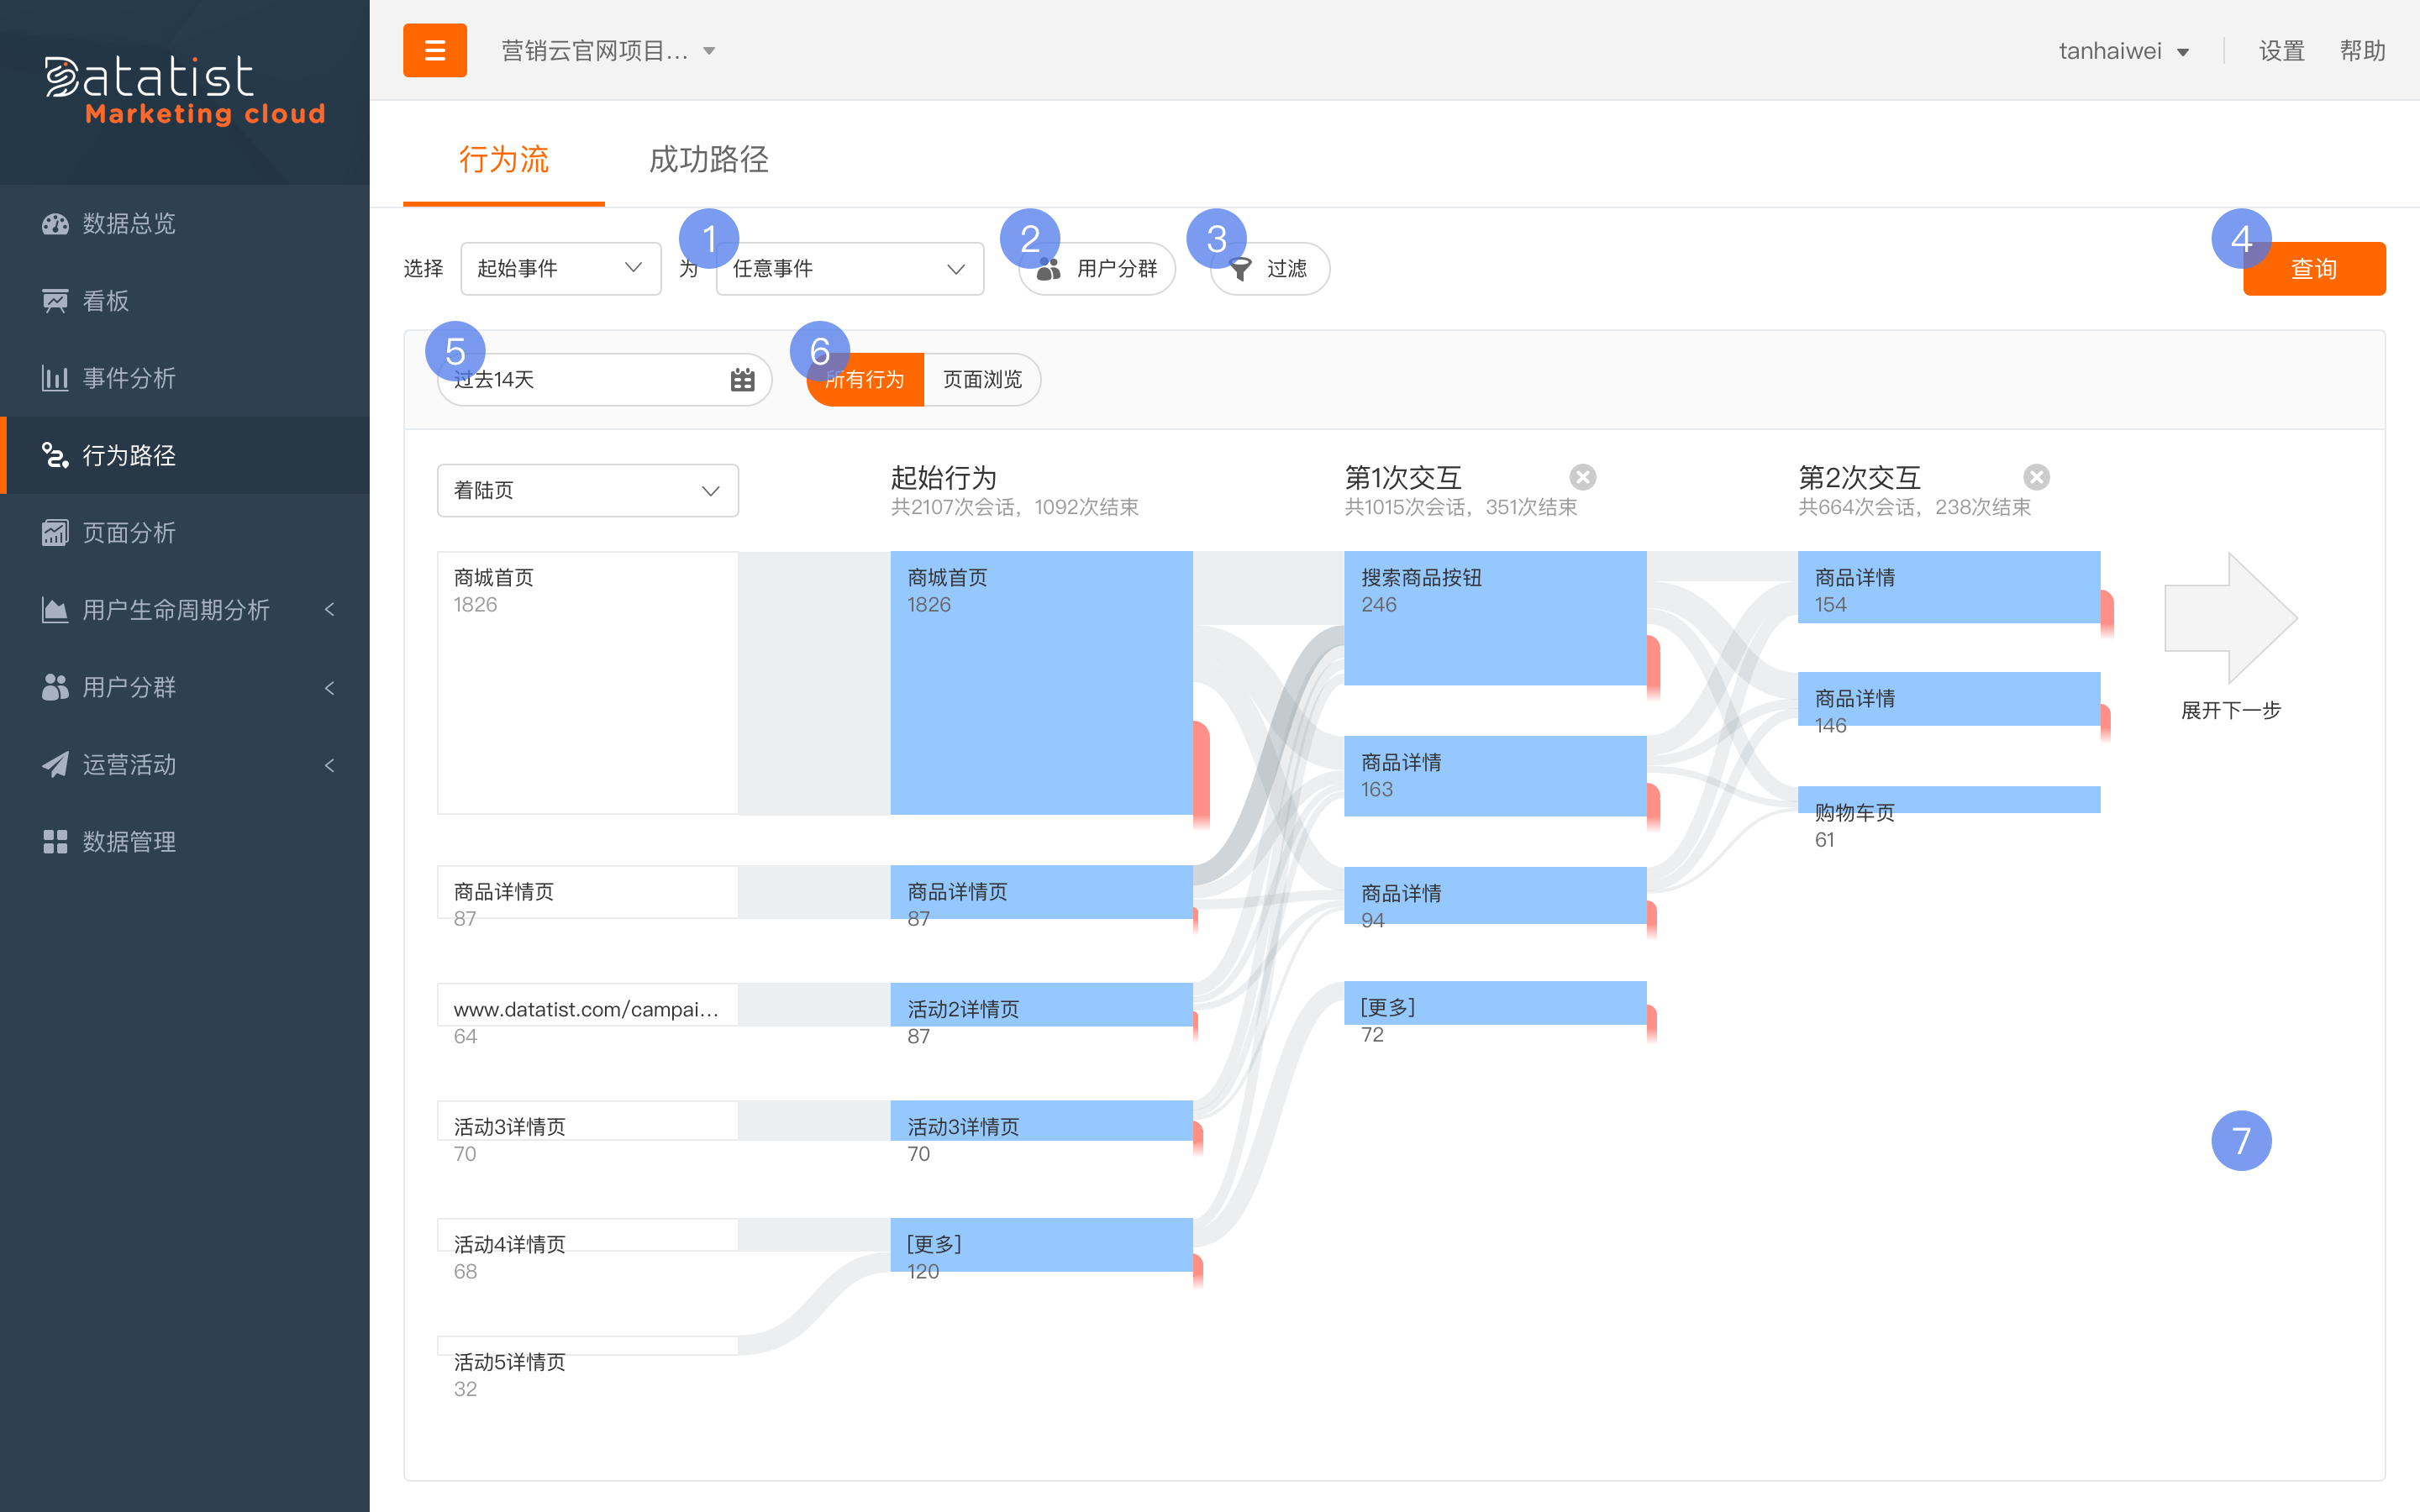 Datatist
Marketing cloud
数据总览
看板
事件分析
行为路径
页面分析
用户生命周期分析
用户分群
运营活动
数据管理
营销云官网项目...
tanhaiwei
设置
帮助
行为流
成功路径
选择
起始事件
1
为
任意事件
2
用户分群
3
过滤
4
查询
5
过去14天
6
所有行为
页面浏览
着陆页
起始行为
共2107次会话，1092次结束
第1次交互
共1015次会话，351次结束
第2次交互
共664次会话，238次结束
商城首页
1826
商品详情页
87
www.datatist.com/campai...
64
活动3详情页
70
活动4详情页
68
活动5详情页
32
商城首页
1826
商品详情页
87
活动2详情页
87
活动3详情页
70
[更多]
120
搜索商品按钮
246
商品详情
163
商品详情
94
[更多]
72
商品详情
154
商品详情
146
购物车页
61
展开下一步
7